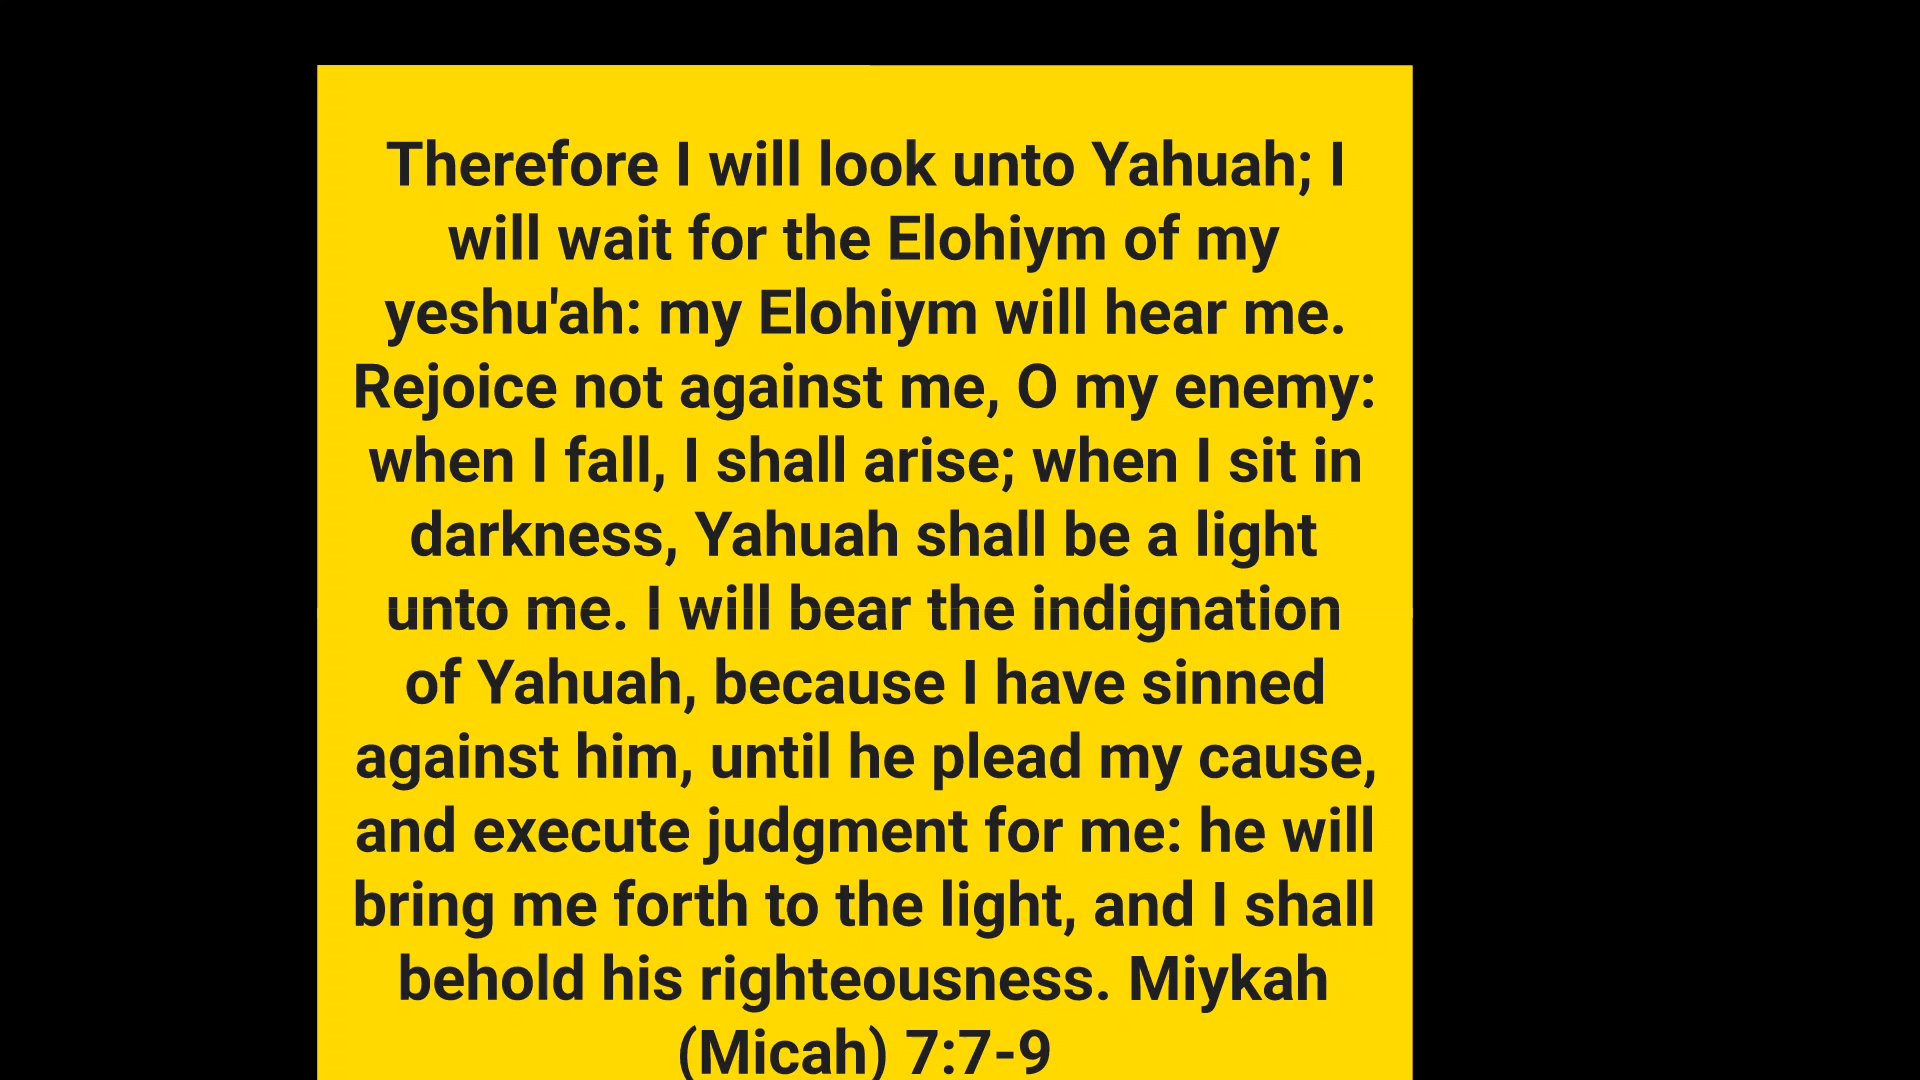 Therefore I will look unto Yahuah; I
will wait for the Elohiym of my
yeshu'ah: my Elohiym will hear me.
Rejoice not against me, O my enemy:
when I fall, I shall arise; when I sit in
darkness, Yahuah shall be a light
unto me. I will bear the indignation
of Yahuah, because I have sinned
against him, until he plead my cause,
and execute judgment for me: he will
bring me forth to the light, and I shall
behold his righteousness. Miykah
(Micah) 7:7-9